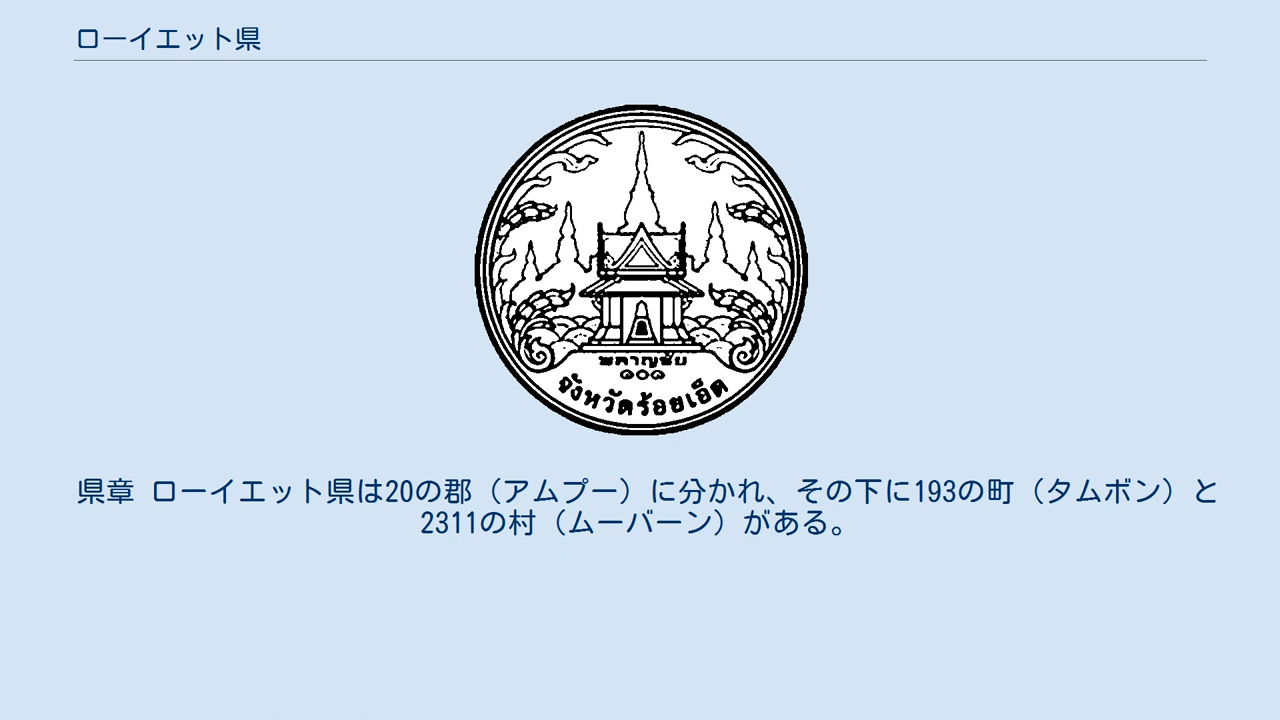 ローイエット県
พลาญชัย
๑๐๑
จังหวัดร้อยเอ็ด
県章 ローイエット県は20の郡（アムプー）に分かれ、その下に193の町（タムボン）と
2311の村（ムーバーン）がある。